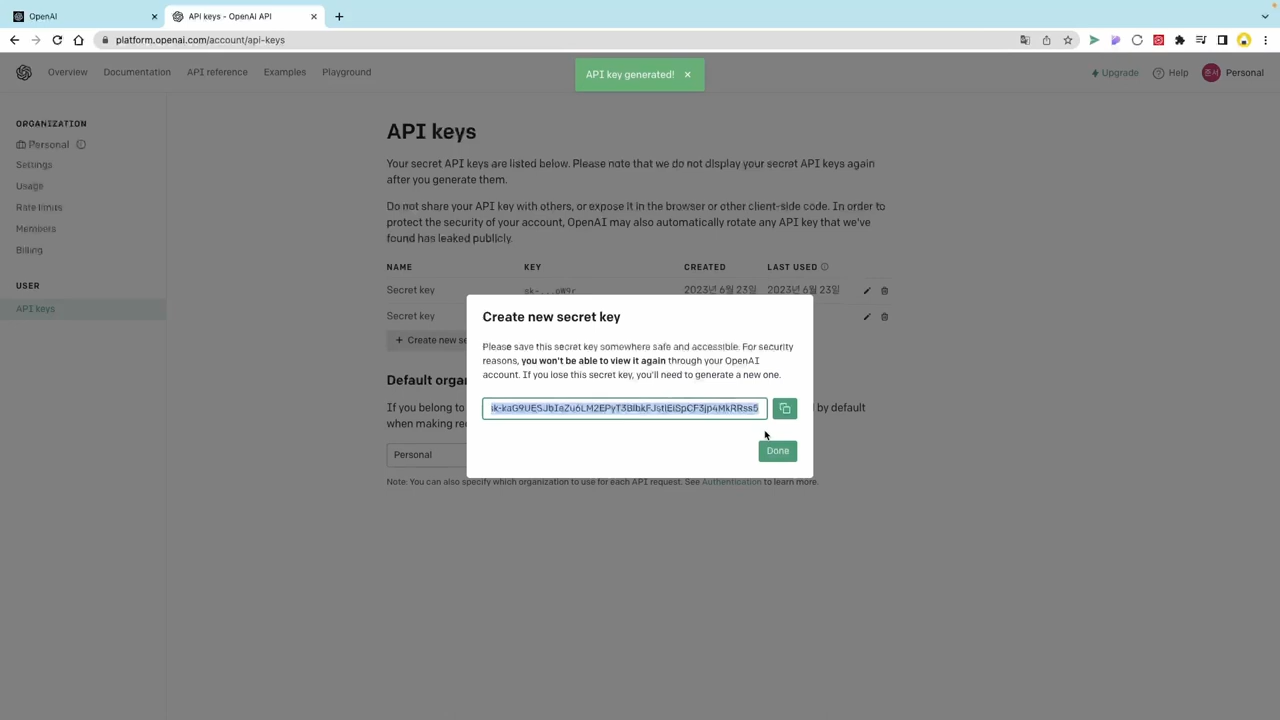 OpenAI
API keys - OpenAI API
platform.openai.com/account/api-keys
Overview Documentation API reference Examples Playground
API key generated!
Upgrade Help 준서 Personal
ORGANIZATION
Personal
Settings
Usage
Rate limits
Members
Billing
USER
API keys
API keys
Your secret API keys are listed below. Please note that we do not display your secret API keys again
after you generate them.
Do not share your API key with others, or expose it in the browser or other client-side code. In order to
protect the security of your account, OpenAI may also automatically rotate any API key that we've
found has leaked publicly.
NAME KEY CREATED LAST USED
Secret key 2023년 6월 23일 2023년 6월 23일
Secret key
+ Create new se
Default orga
If you belong to by default
when making re
Personal
Note: You can also specify which organization to use for each API request. See Authentication to learn more.
Create new secret key
Please save this secret key somewhere safe and accessible. For security
reasons, you won't be able to view it again through your OpenAI
account. If you lose this secret key, you'll need to generate a new one.
Done